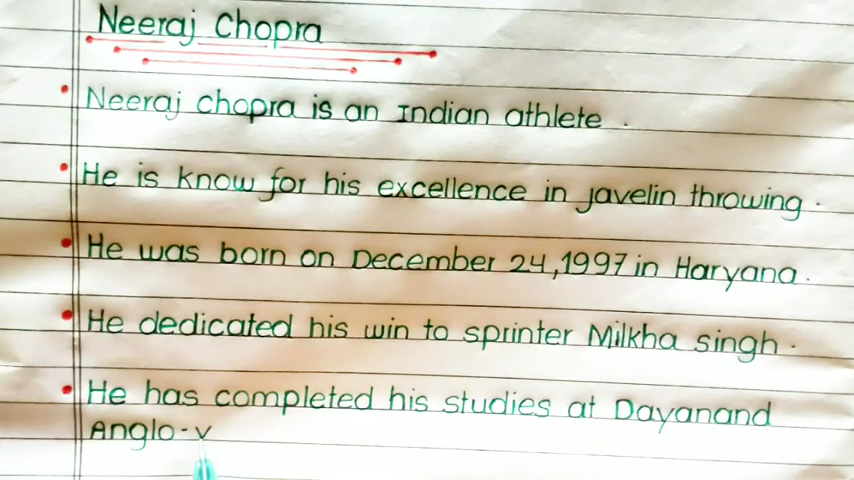 Neeraj Chopra
• Neeraj chopra is an Indian athlete .
• He is know for his excellence in javelin throwing .
• He was born on December 24,1997 in Haryana .
• He dedicated his win to sprinter Milkha singh .
• He has completed his studies at Dayanand
Anglo-v